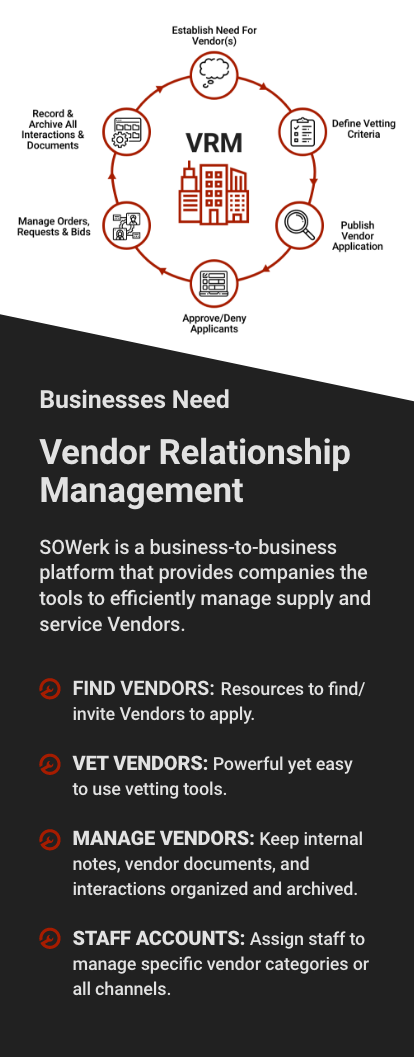 Establish Need For
Vendor(s)
Record &
Archive All
Interactions &
Documents
VRM
Define Vetting
Criteria
Manage Orders,
Requests & Bids
Publish
Vendor
Application
Approve/Deny
Applicants
Businesses Need
Vendor Relationship
Management
SOWerk is a business-to-business
platform that provides companies the
tools to efficiently manage supply and
service Vendors.
FIND VENDORS: Resources to find/
invite Vendors to apply.
VET VENDORS: Powerful yet easy
to use vetting tools.
MANAGE VENDORS: Keep internal
notes, vendor documents, and
interactions organized and archived.
STAFF ACCOUNTS: Assign staff to
manage specific vendor categories or
all channels.